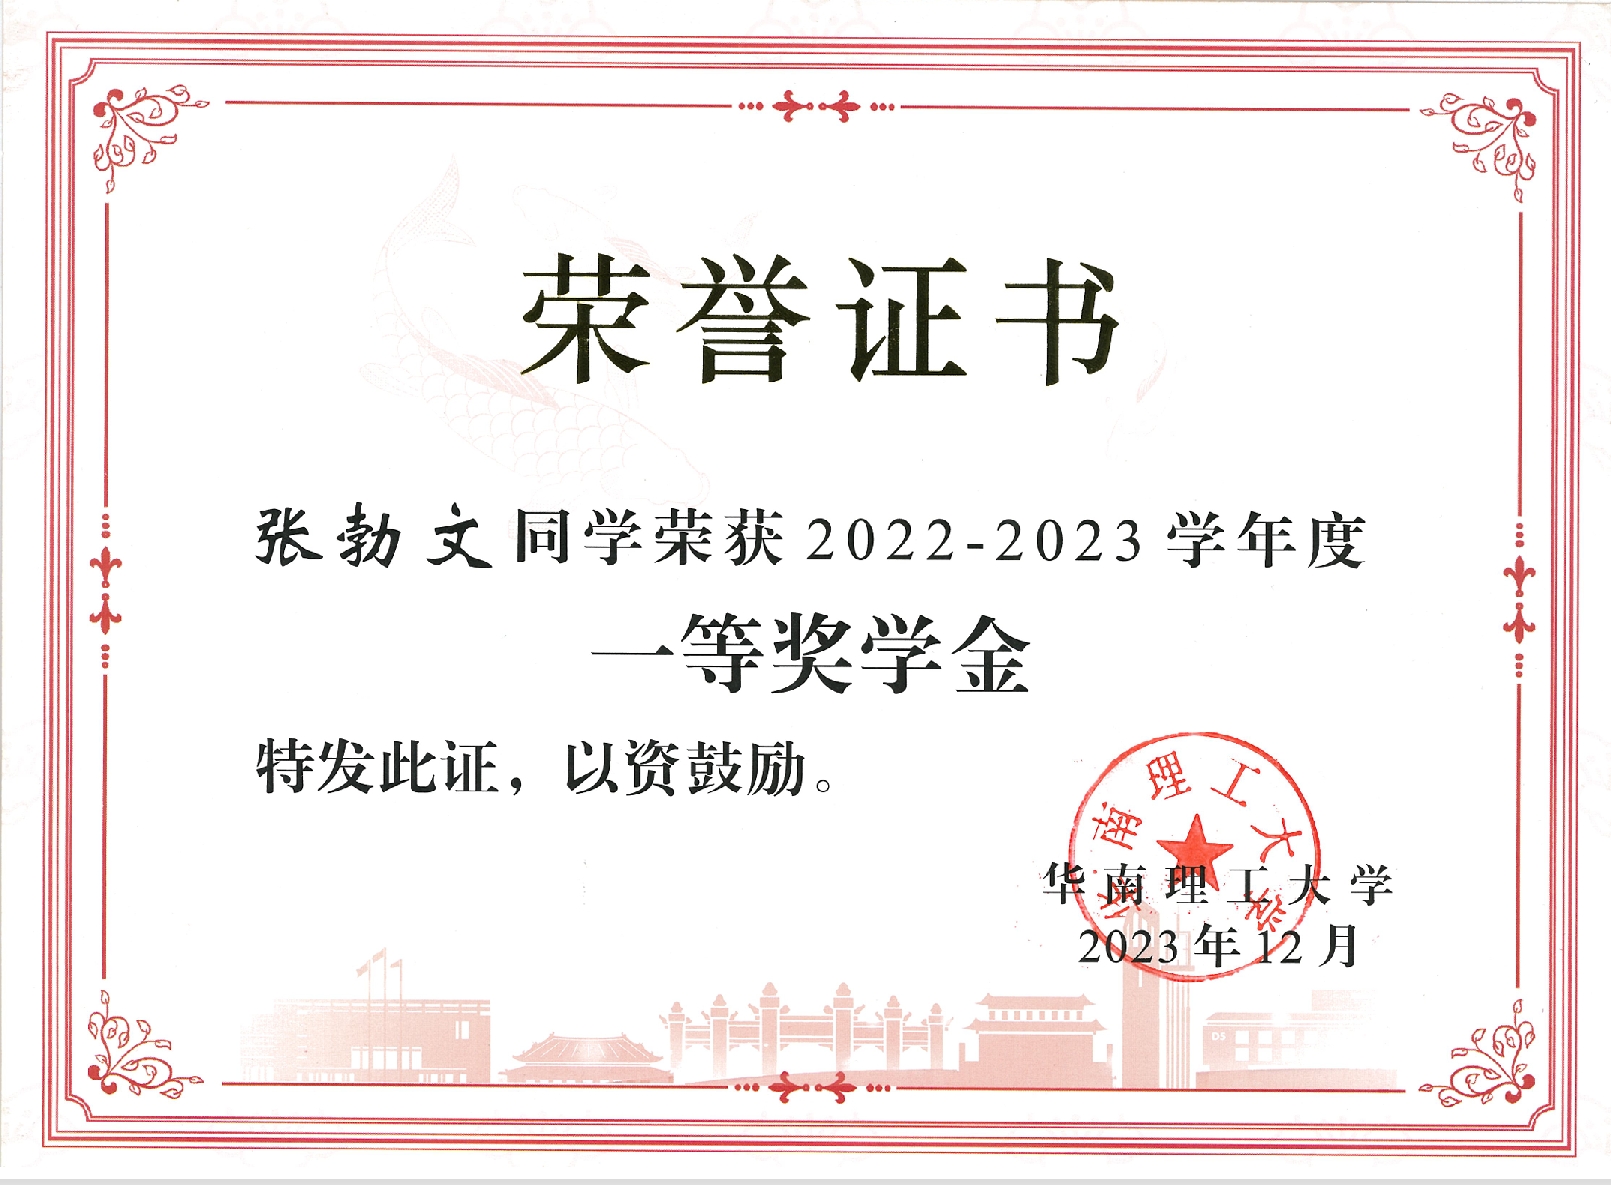 荣誉证书
张勃文同学荣获2022-2023学年度
一等奖学金
特发此证，以资鼓励。
华南理工大学
华南理工大学
2023年12月
D5